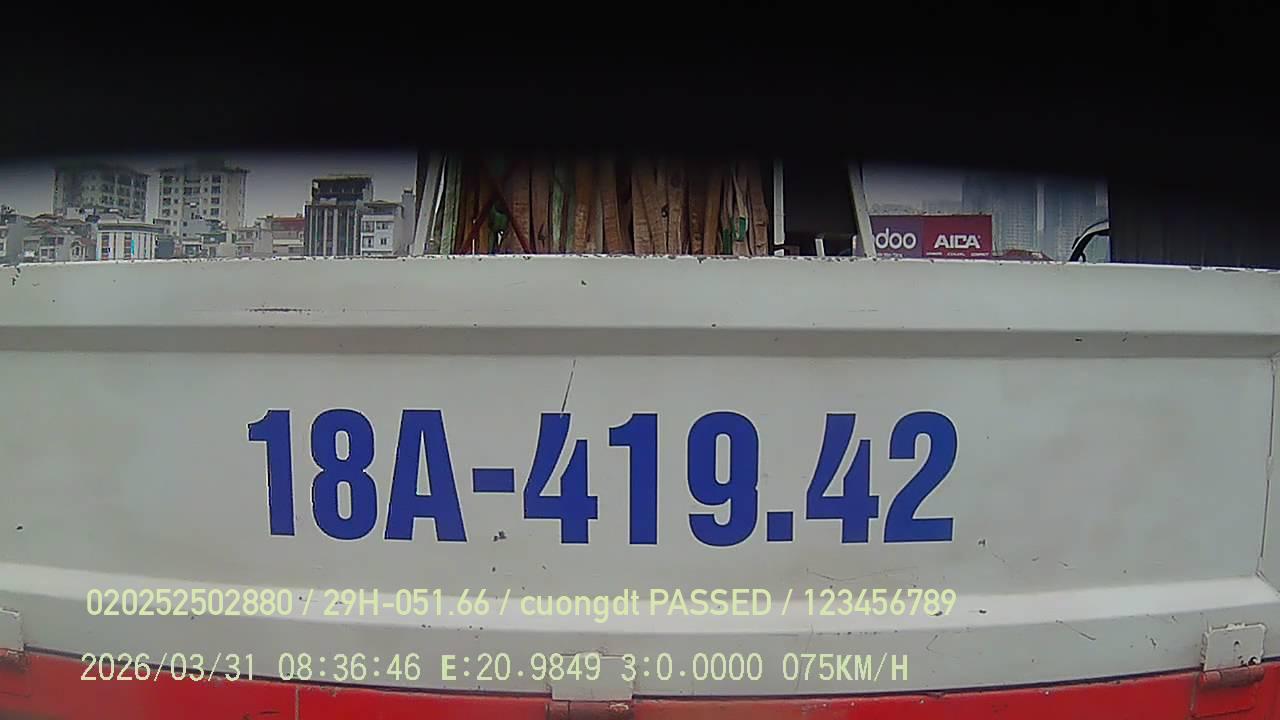 doo AICA
18A-419.42
020252502880 / 29H-051.66 / cuongdt PASSED / 123456789
2026/03/31 08:36:46 E:20.9849 3:0.0000 075KM/H